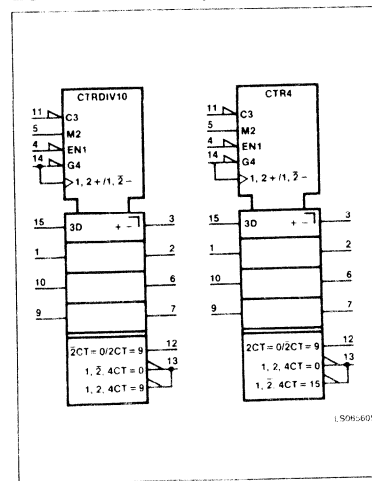 CTRDIV10
11 C3
5 M2
4 EN1
14 G4
1, 2 + /1, 2̅ −
15 3D + − 3
1 2
10 6
9 7
2̅CT = 0/2CT = 9 12
13
1, 2̅, 4CT = 0
1, 2, 4CT = 9
CTR4
11 C3
5 M2
4 EN1
14 G4
1, 2 + /1, 2̅ −
15 3D + − 3
1 2
10 6
9 7
2CT = 0/2̅CT = 9 12
13
1, 2, 4CT = 0
1, 2̅, 4CT = 15